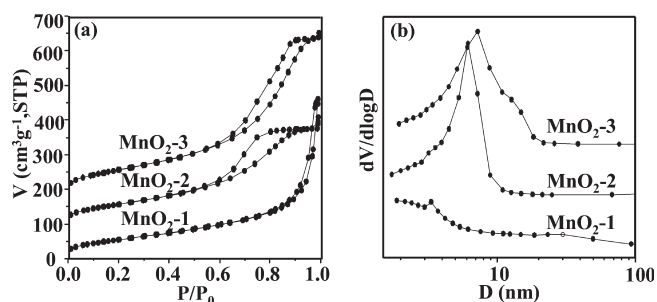 (a)
700
600
500
400
300
200
100
0
V (cm³g⁻¹,STP)
MnO₂-3
MnO₂-2
MnO₂-1
0.0 0.2 0.4 0.6 0.8 1.0
P/P₀
(b)
dV/dlogD
MnO₂-3
MnO₂-2
MnO₂-1
10 100
D (nm)